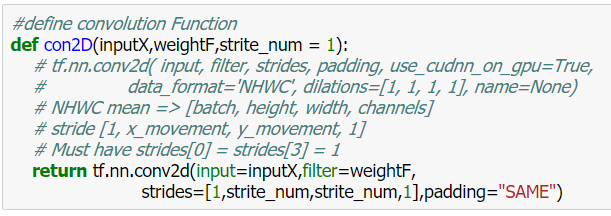 #define convolution Function
def con2D(inputX,weightF,strite_num = 1):
# tf.nn.conv2d( input, filter, strides, padding, use_cudnn_on_gpu=True,
# data_format='NHWC', dilations=[1, 1, 1, 1], name=None)
# NHWC mean => [batch, height, width, channels]
# stride [1, x_movement, y_movement, 1]
# Must have strides[0] = strides[3] = 1
return tf.nn.conv2d(input=inputX,filter=weightF,
strides=[1,strite_num,strite_num,1],padding="SAME")